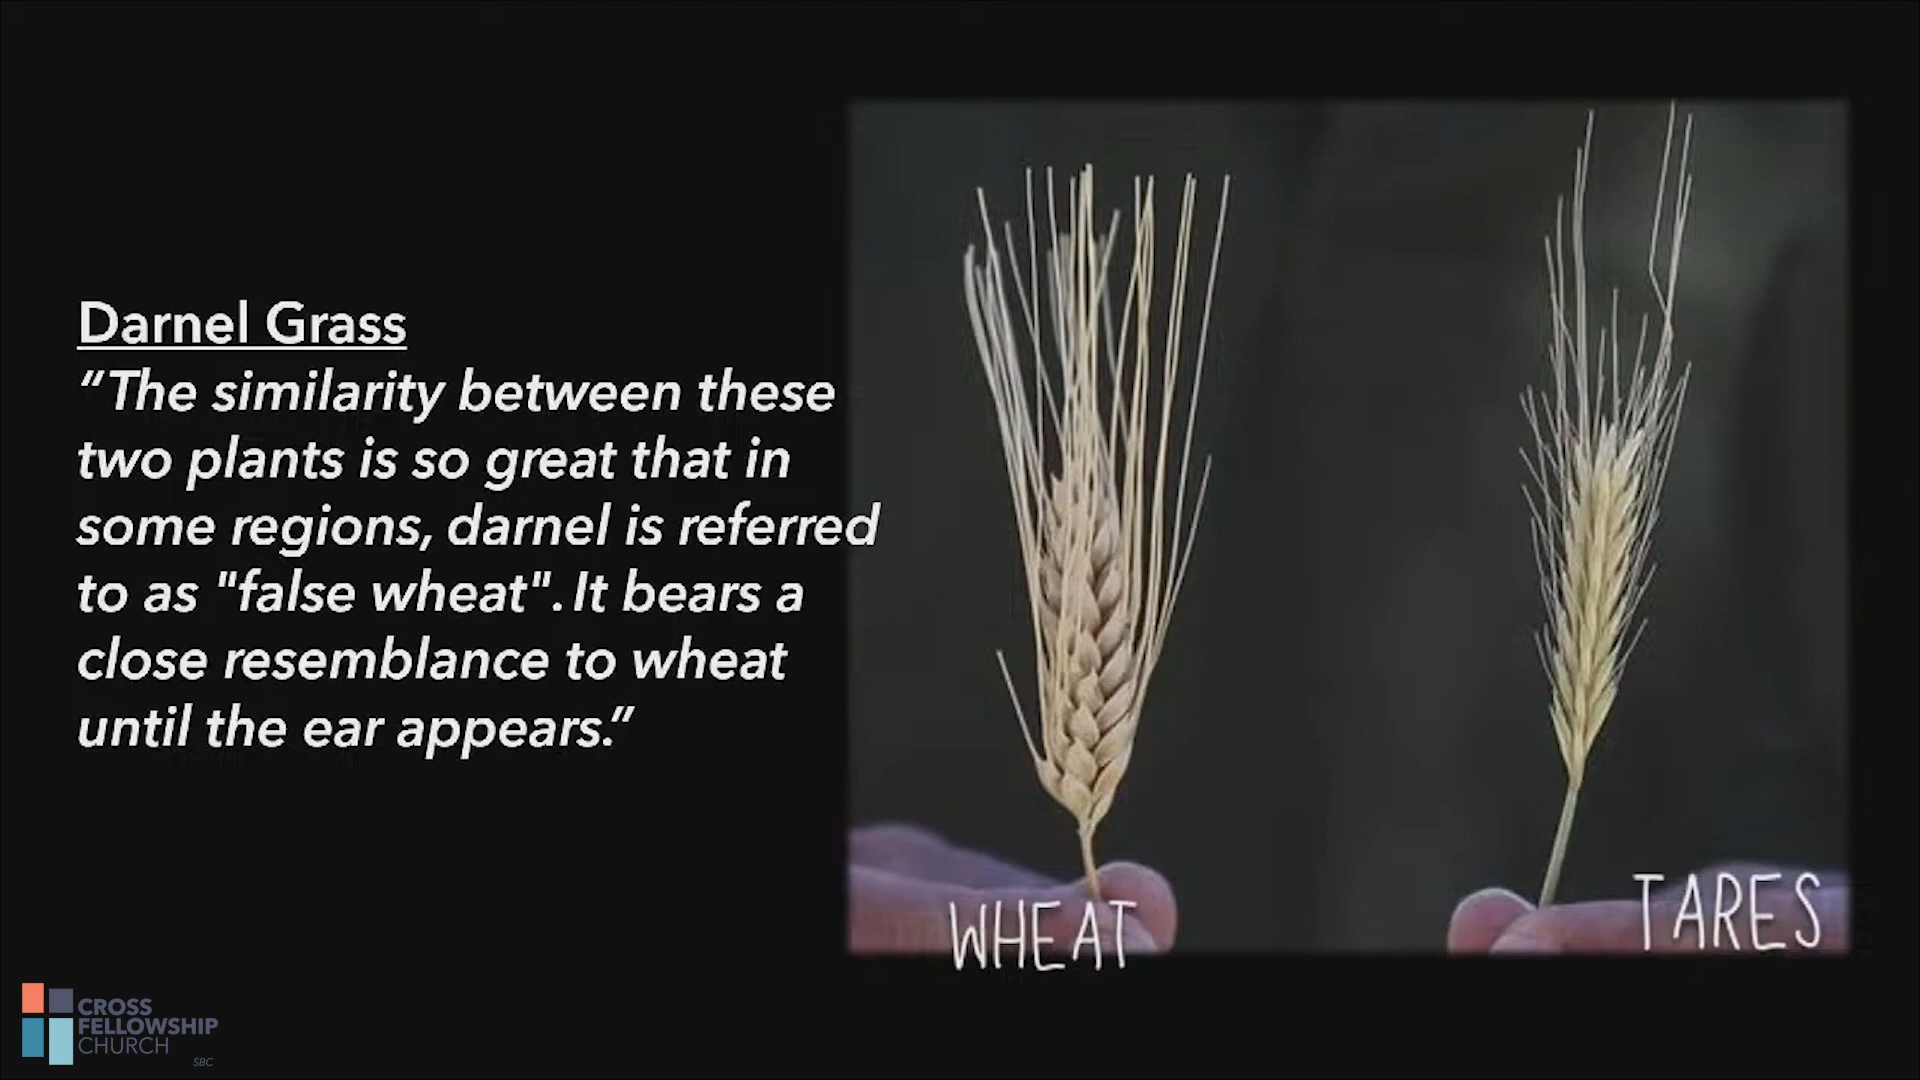 Darnel Grass
“The similarity between these
two plants is so great that in
some regions, darnel is referred
to as "false wheat". It bears a
close resemblance to wheat
until the ear appears.”
WHEAT
TARES
CROSS
FELLOWSHIP
CHURCH
SBC